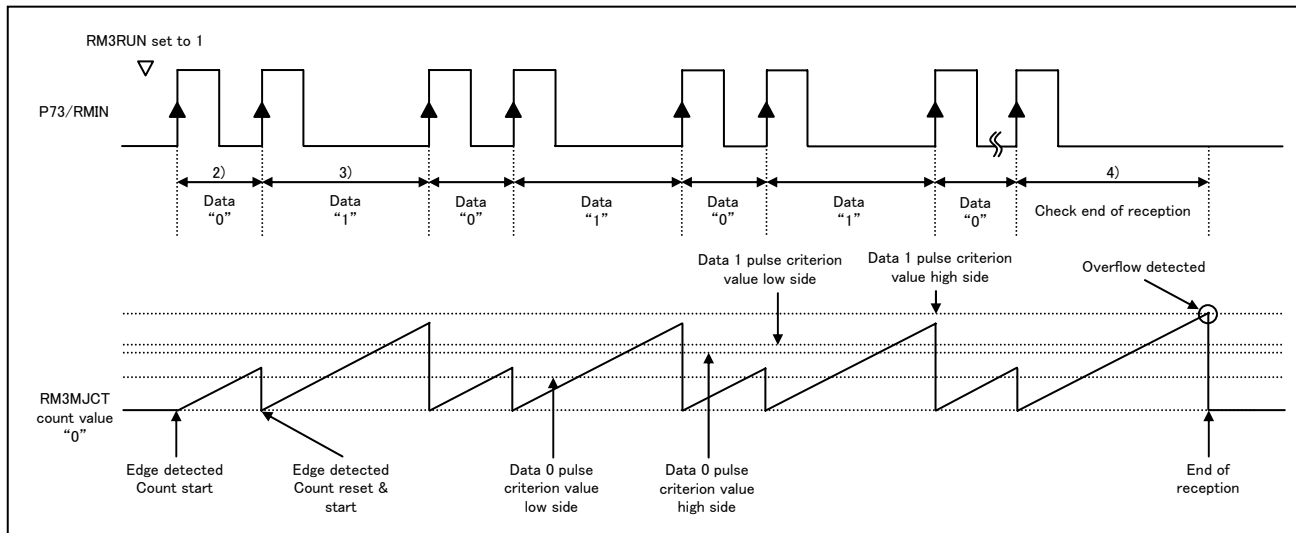 RM3RUN set to 1
P73/RMIN
2)
3)
4)
Data
“0”
Data
“1”
Data
“0”
Data
“1”
Data
“0”
Data
“1”
Data
“0”
Check end of reception
Data 1 pulse criterion
value low side
Data 1 pulse criterion
value high side
Overflow detected
RM3MJCT
count value
“0”
Edge detected
Count start
Edge detected
Count reset &
start
Data 0 pulse
criterion value
low side
Data 0 pulse
criterion value
high side
End of
reception